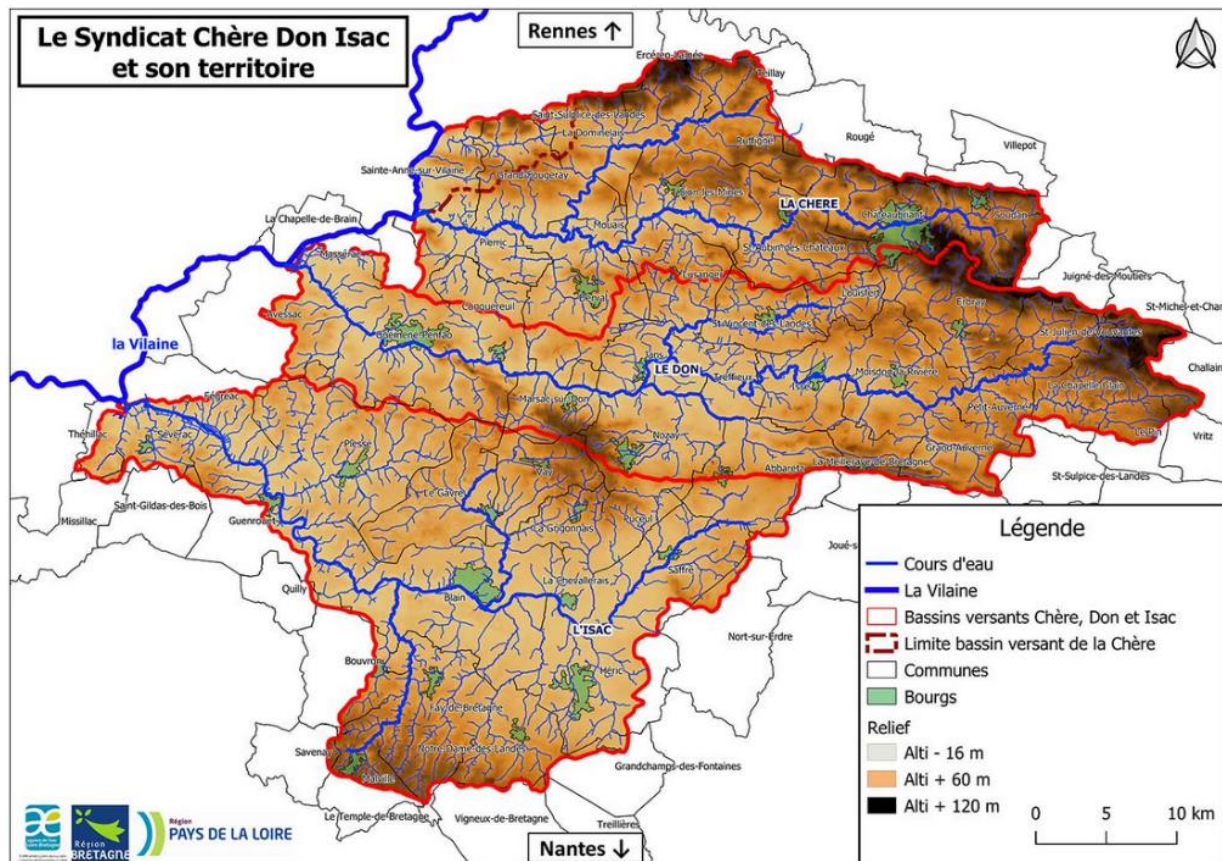 Le Syndicat Chère Don Isac
et son territoire
Rennes ↑
Ercé-en-Lamée
Teillay
Saint-Sulpice-des-Landes
La Dominelais
Rougé
Villepot
Ruffigné
Sainte-Anne-sur-Vilaine
Grand-Fougeray
Sion-les-Mines
LA CHERE
Châteaubriant
Soudan
La Chapelle-de-Brain
Mouais
Pierric
St-Aubin-des-Châteaux
Massérac
Lusanger
Juigné-des-Moutiers
Derval
Louisfert
Erbray
St-Michel-et-Chan
Conquereuil
Avessac
Guémené-Penfao
St-Vincent-des-Landes
St-Julien-de-Vouvantes
la Vilaine
Jans
LE DON
Treffieux
Issé
Moisdon-la-Rivière
Challain
La Chapelle-Glain
Petit-Auverné
Fégréac
Marsac-sur-Don
Le Pin
Vritz
Théhillac
Sévérac
Nozay
Grand-Auverné
Plessé
Vay
Abbaretz
La Meilleraye-de-Bretagne
St-Sulpice-des-Landes
Saint-Gildas-des-Bois
Missillac
Guenrouet
Le Gâvre
La Grigonnais
Puceul
Joué-s
Saffré
Quilly
Blain
La Chevallerais
L'ISAC
Nort-sur-Erdre
Bouvron
Héric
Fay-de-Bretagne
Savenay
Notre-Dame-des-Landes
Malville
Grandchamps-des-Fontaines
Le Temple-de-Bretagne
Vigneux-de-Bretagne
Treillières
Nantes ↓
Légende
Cours d'eau
La Vilaine
Bassins versants Chère, Don et Isac
Limite bassin versant de la Chère
Communes
Bourgs
Relief
Alti - 16 m
Alti + 60 m
Alti + 120 m
0 5 10 km
Région
BRETAGNE
Région
PAYS DE LA LOIRE